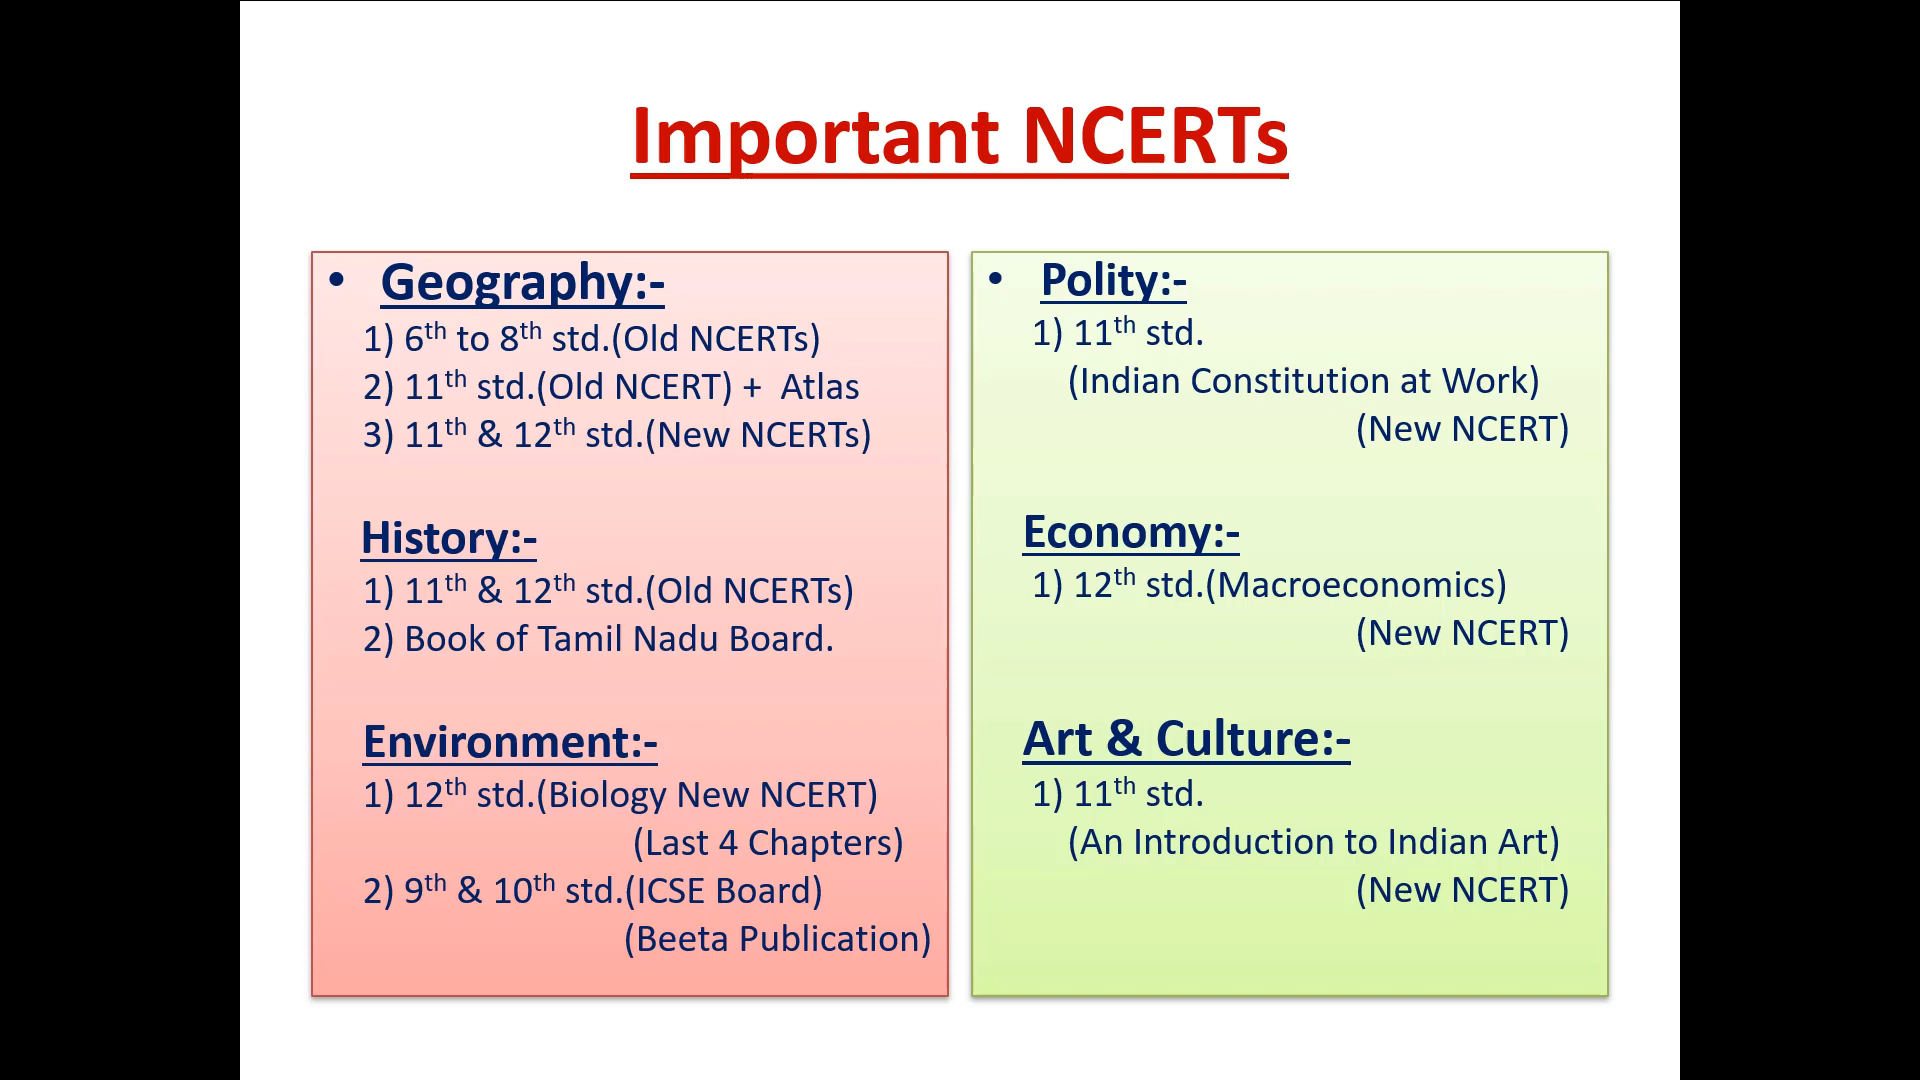 Important NCERTs
• Geography:-
1) 6th to 8th std.(Old NCERTs)
2) 11th std.(Old NCERT) + Atlas
3) 11th & 12th std.(New NCERTs)
History:-
1) 11th & 12th std.(Old NCERTs)
2) Book of Tamil Nadu Board.
Environment:-
1) 12th std.(Biology New NCERT)
(Last 4 Chapters)
2) 9th & 10th std.(ICSE Board)
(Beeta Publication)
• Polity:-
1) 11th std.
(Indian Constitution at Work)
(New NCERT)
Economy:-
1) 12th std.(Macroeconomics)
(New NCERT)
Art & Culture:-
1) 11th std.
(An Introduction to Indian Art)
(New NCERT)